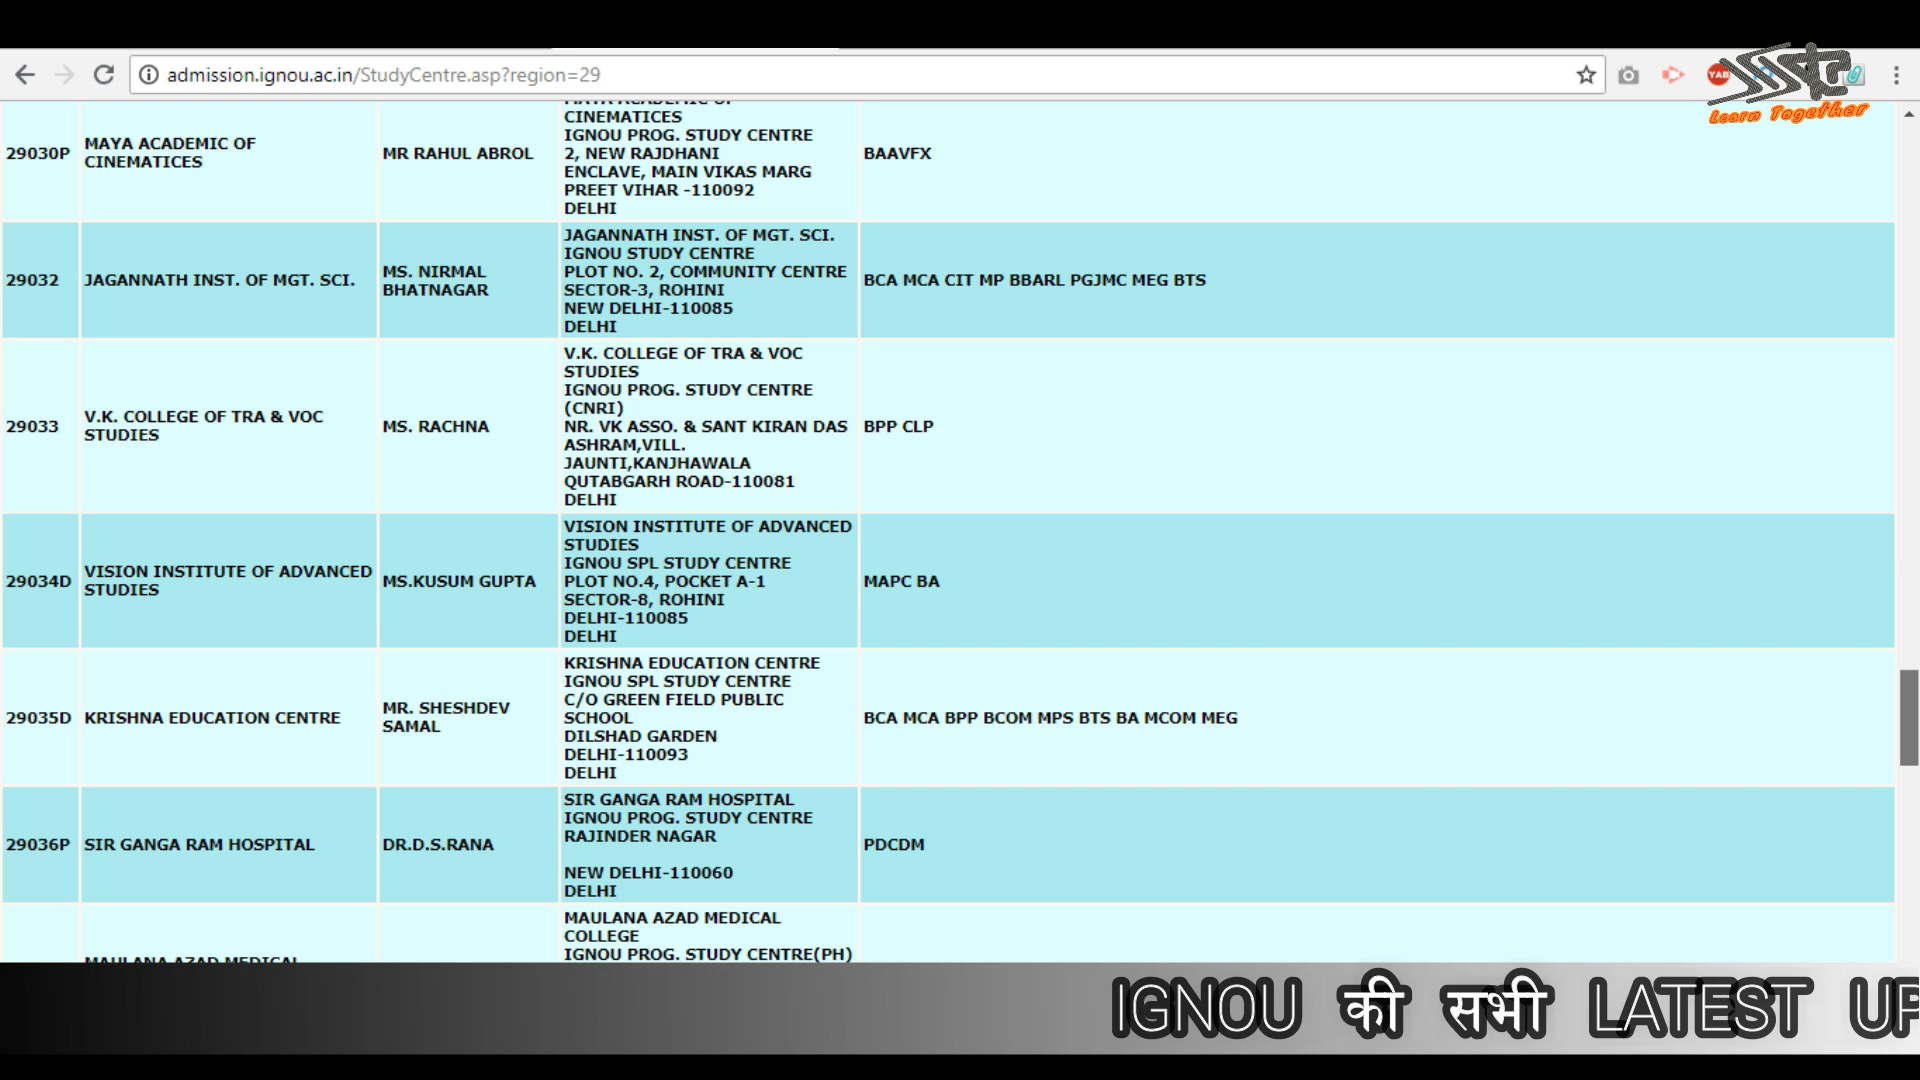 admission.ignou.ac.in/StudyCentre.asp?region=29
YAB
Learn Together
29030P
MAYA ACADEMIC OF
CINEMATICES
MR RAHUL ABROL
MAYA ACADEMIC OF
CINEMATICES
IGNOU PROG. STUDY CENTRE
2, NEW RAJDHANI
ENCLAVE, MAIN VIKAS MARG
PREET VIHAR -110092
DELHI
BAAVFX
29032
JAGANNATH INST. OF MGT. SCI.
MS. NIRMAL
BHATNAGAR
JAGANNATH INST. OF MGT. SCI.
IGNOU STUDY CENTRE
PLOT NO. 2, COMMUNITY CENTRE
SECTOR-3, ROHINI
NEW DELHI-110085
DELHI
BCA MCA CIT MP BBARL PGJMC MEG BTS
29033
V.K. COLLEGE OF TRA & VOC
STUDIES
MS. RACHNA
V.K. COLLEGE OF TRA & VOC
STUDIES
IGNOU PROG. STUDY CENTRE
(CNRI)
NR. VK ASSO. & SANT KIRAN DAS
ASHRAM,VILL.
JAUNTI,KANJHAWALA
QUTABGARH ROAD-110081
DELHI
BPP CLP
29034D
VISION INSTITUTE OF ADVANCED
STUDIES
MS.KUSUM GUPTA
VISION INSTITUTE OF ADVANCED
STUDIES
IGNOU SPL STUDY CENTRE
PLOT NO.4, POCKET A-1
SECTOR-8, ROHINI
DELHI-110085
DELHI
MAPC BA
29035D
KRISHNA EDUCATION CENTRE
MR. SHESHDEV
SAMAL
KRISHNA EDUCATION CENTRE
IGNOU SPL STUDY CENTRE
C/O GREEN FIELD PUBLIC
SCHOOL
DILSHAD GARDEN
DELHI-110093
DELHI
BCA MCA BPP BCOM MPS BTS BA MCOM MEG
29036P
SIR GANGA RAM HOSPITAL
DR.D.S.RANA
SIR GANGA RAM HOSPITAL
IGNOU PROG. STUDY CENTRE
RAJINDER NAGAR
NEW DELHI-110060
DELHI
PDCDM
MAULANA AZAD MEDICAL
MAULANA AZAD MEDICAL
COLLEGE
IGNOU PROG. STUDY CENTRE(PH)
IGNOU की सभी LATEST UP